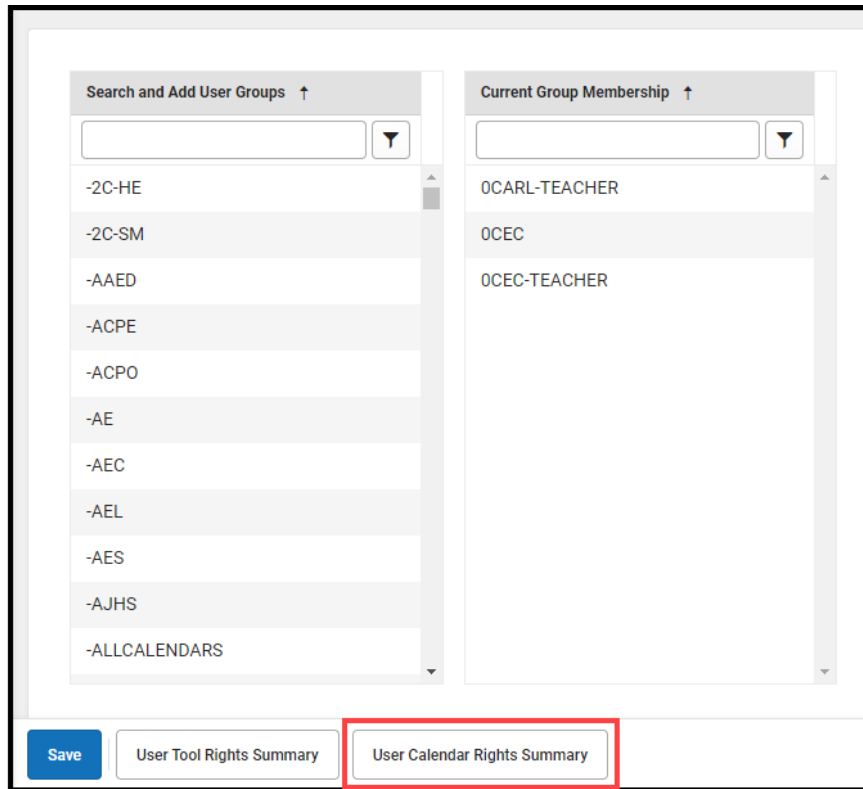 Search and Add User Groups ↑
-2C-HE
-2C-SM
-AAED
-ACPE
-ACPO
-AE
-AEC
-AEL
-AES
-AJHS
-ALLCALENDARS
Current Group Membership ↑
0CARL-TEACHER
0CEC
0CEC-TEACHER
Save
User Tool Rights Summary
User Calendar Rights Summary